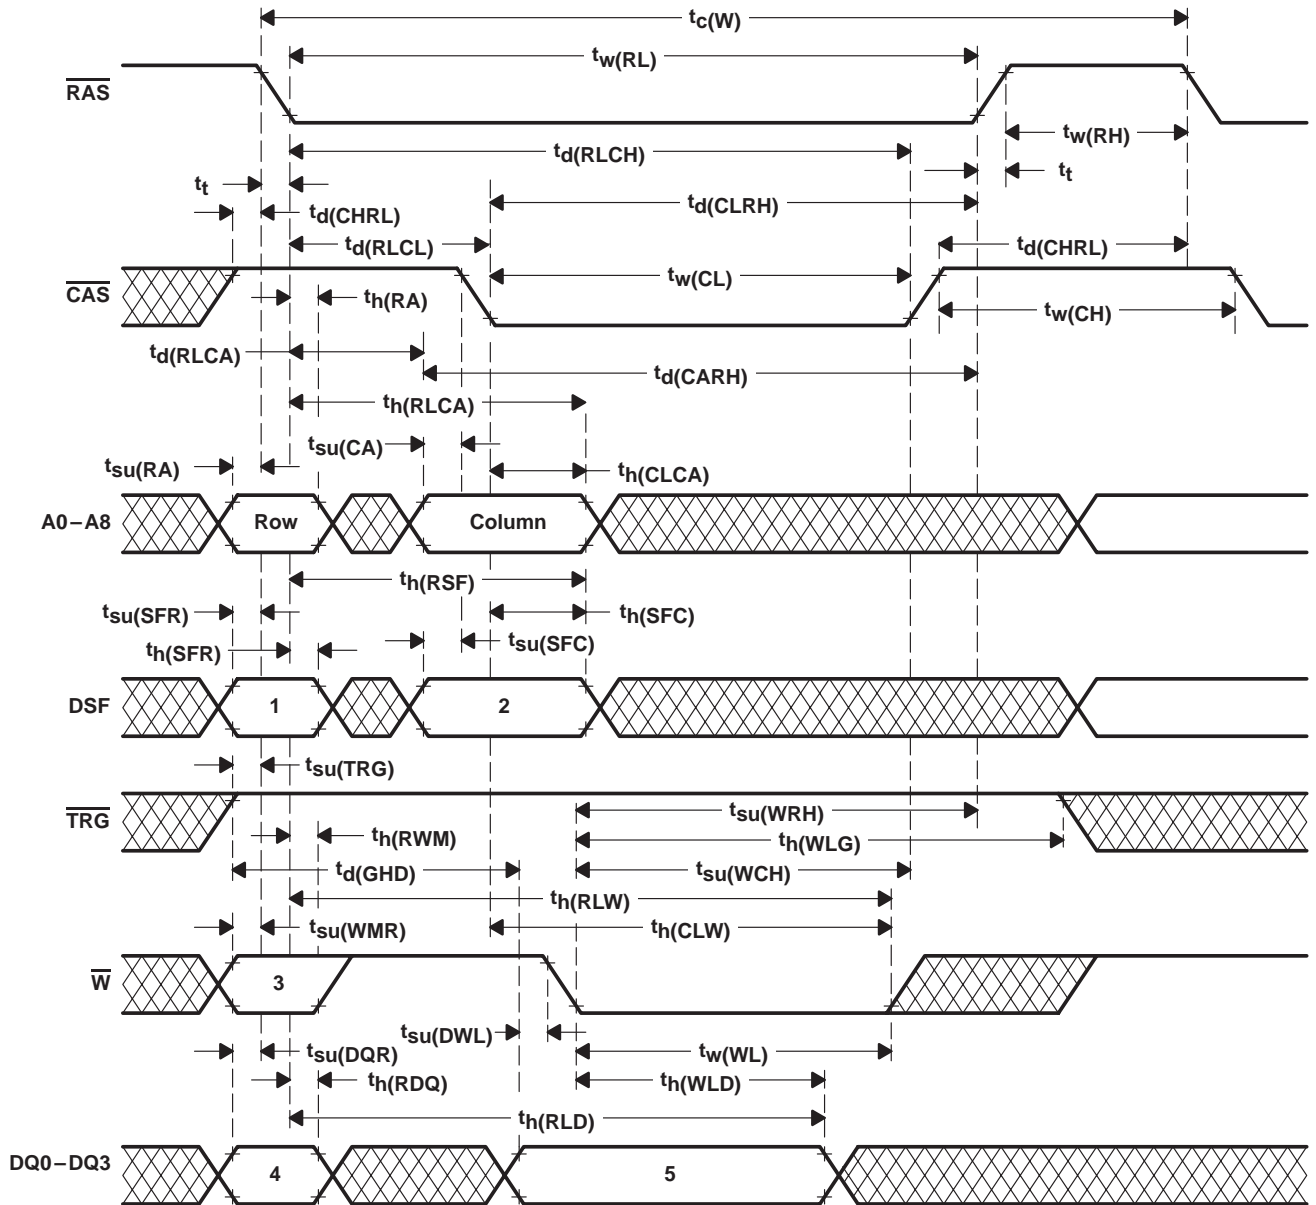 tc(W)
tw(RL)
RAS
tw(RH)
td(RLCH)
tt
tt
td(CLRH)
td(CHRL)
td(RLCL)
td(CHRL)
tw(CL)
CAS
th(RA)
tw(CH)
td(RLCA)
td(CARH)
th(RLCA)
tsu(CA)
tsu(RA)
th(CLCA)
A0–A8
Row
Column
th(RSF)
tsu(SFR)
th(SFC)
th(SFR)
tsu(SFC)
DSF
1
2
tsu(TRG)
TRG
tsu(WRH)
th(RWM)
th(WLG)
td(GHD)
tsu(WCH)
th(RLW)
tsu(WMR)
th(CLW)
W
3
tsu(DWL)
tsu(DQR)
tw(WL)
th(RDQ)
th(WLD)
th(RLD)
DQ0–DQ3
4
5